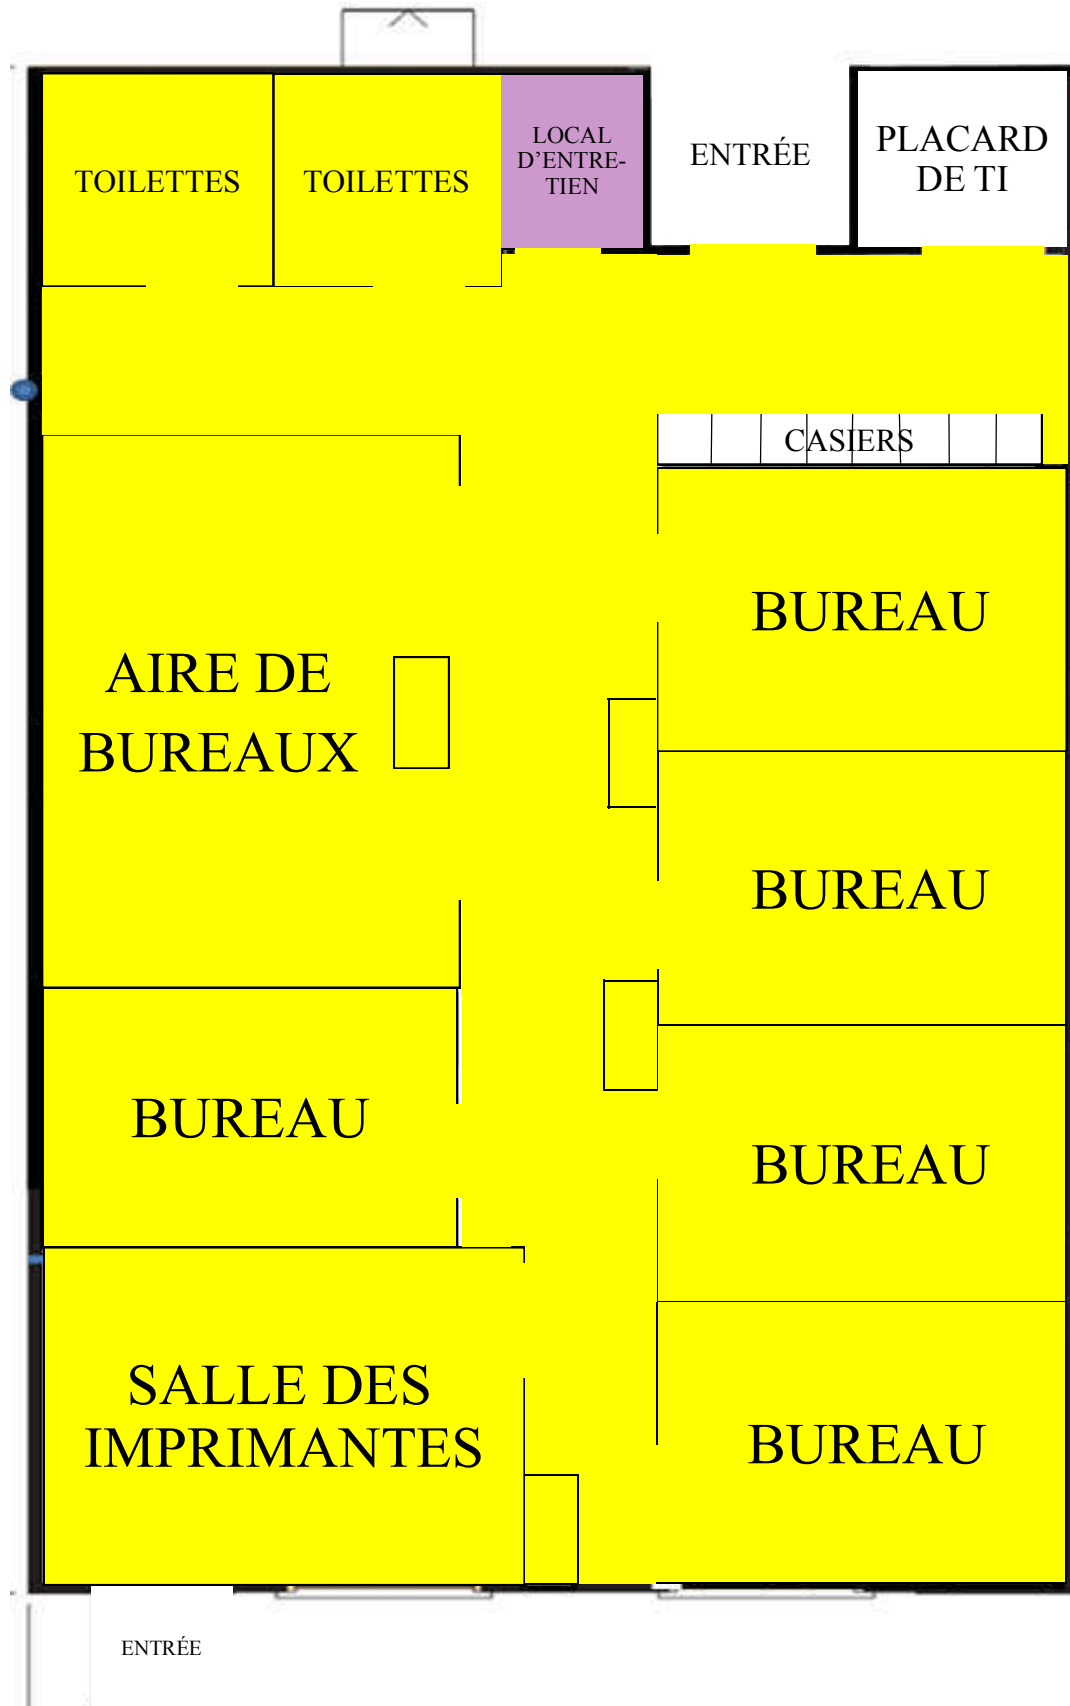 TOILETTES
TOILETTES
LOCAL
D’ENTRE-
TIEN
ENTRÉE
PLACARD
DE TI
CASIERS
BUREAU
AIRE DE
BUREAUX
BUREAU
BUREAU
BUREAU
SALLE DES
IMPRIMANTES
BUREAU
ENTRÉE